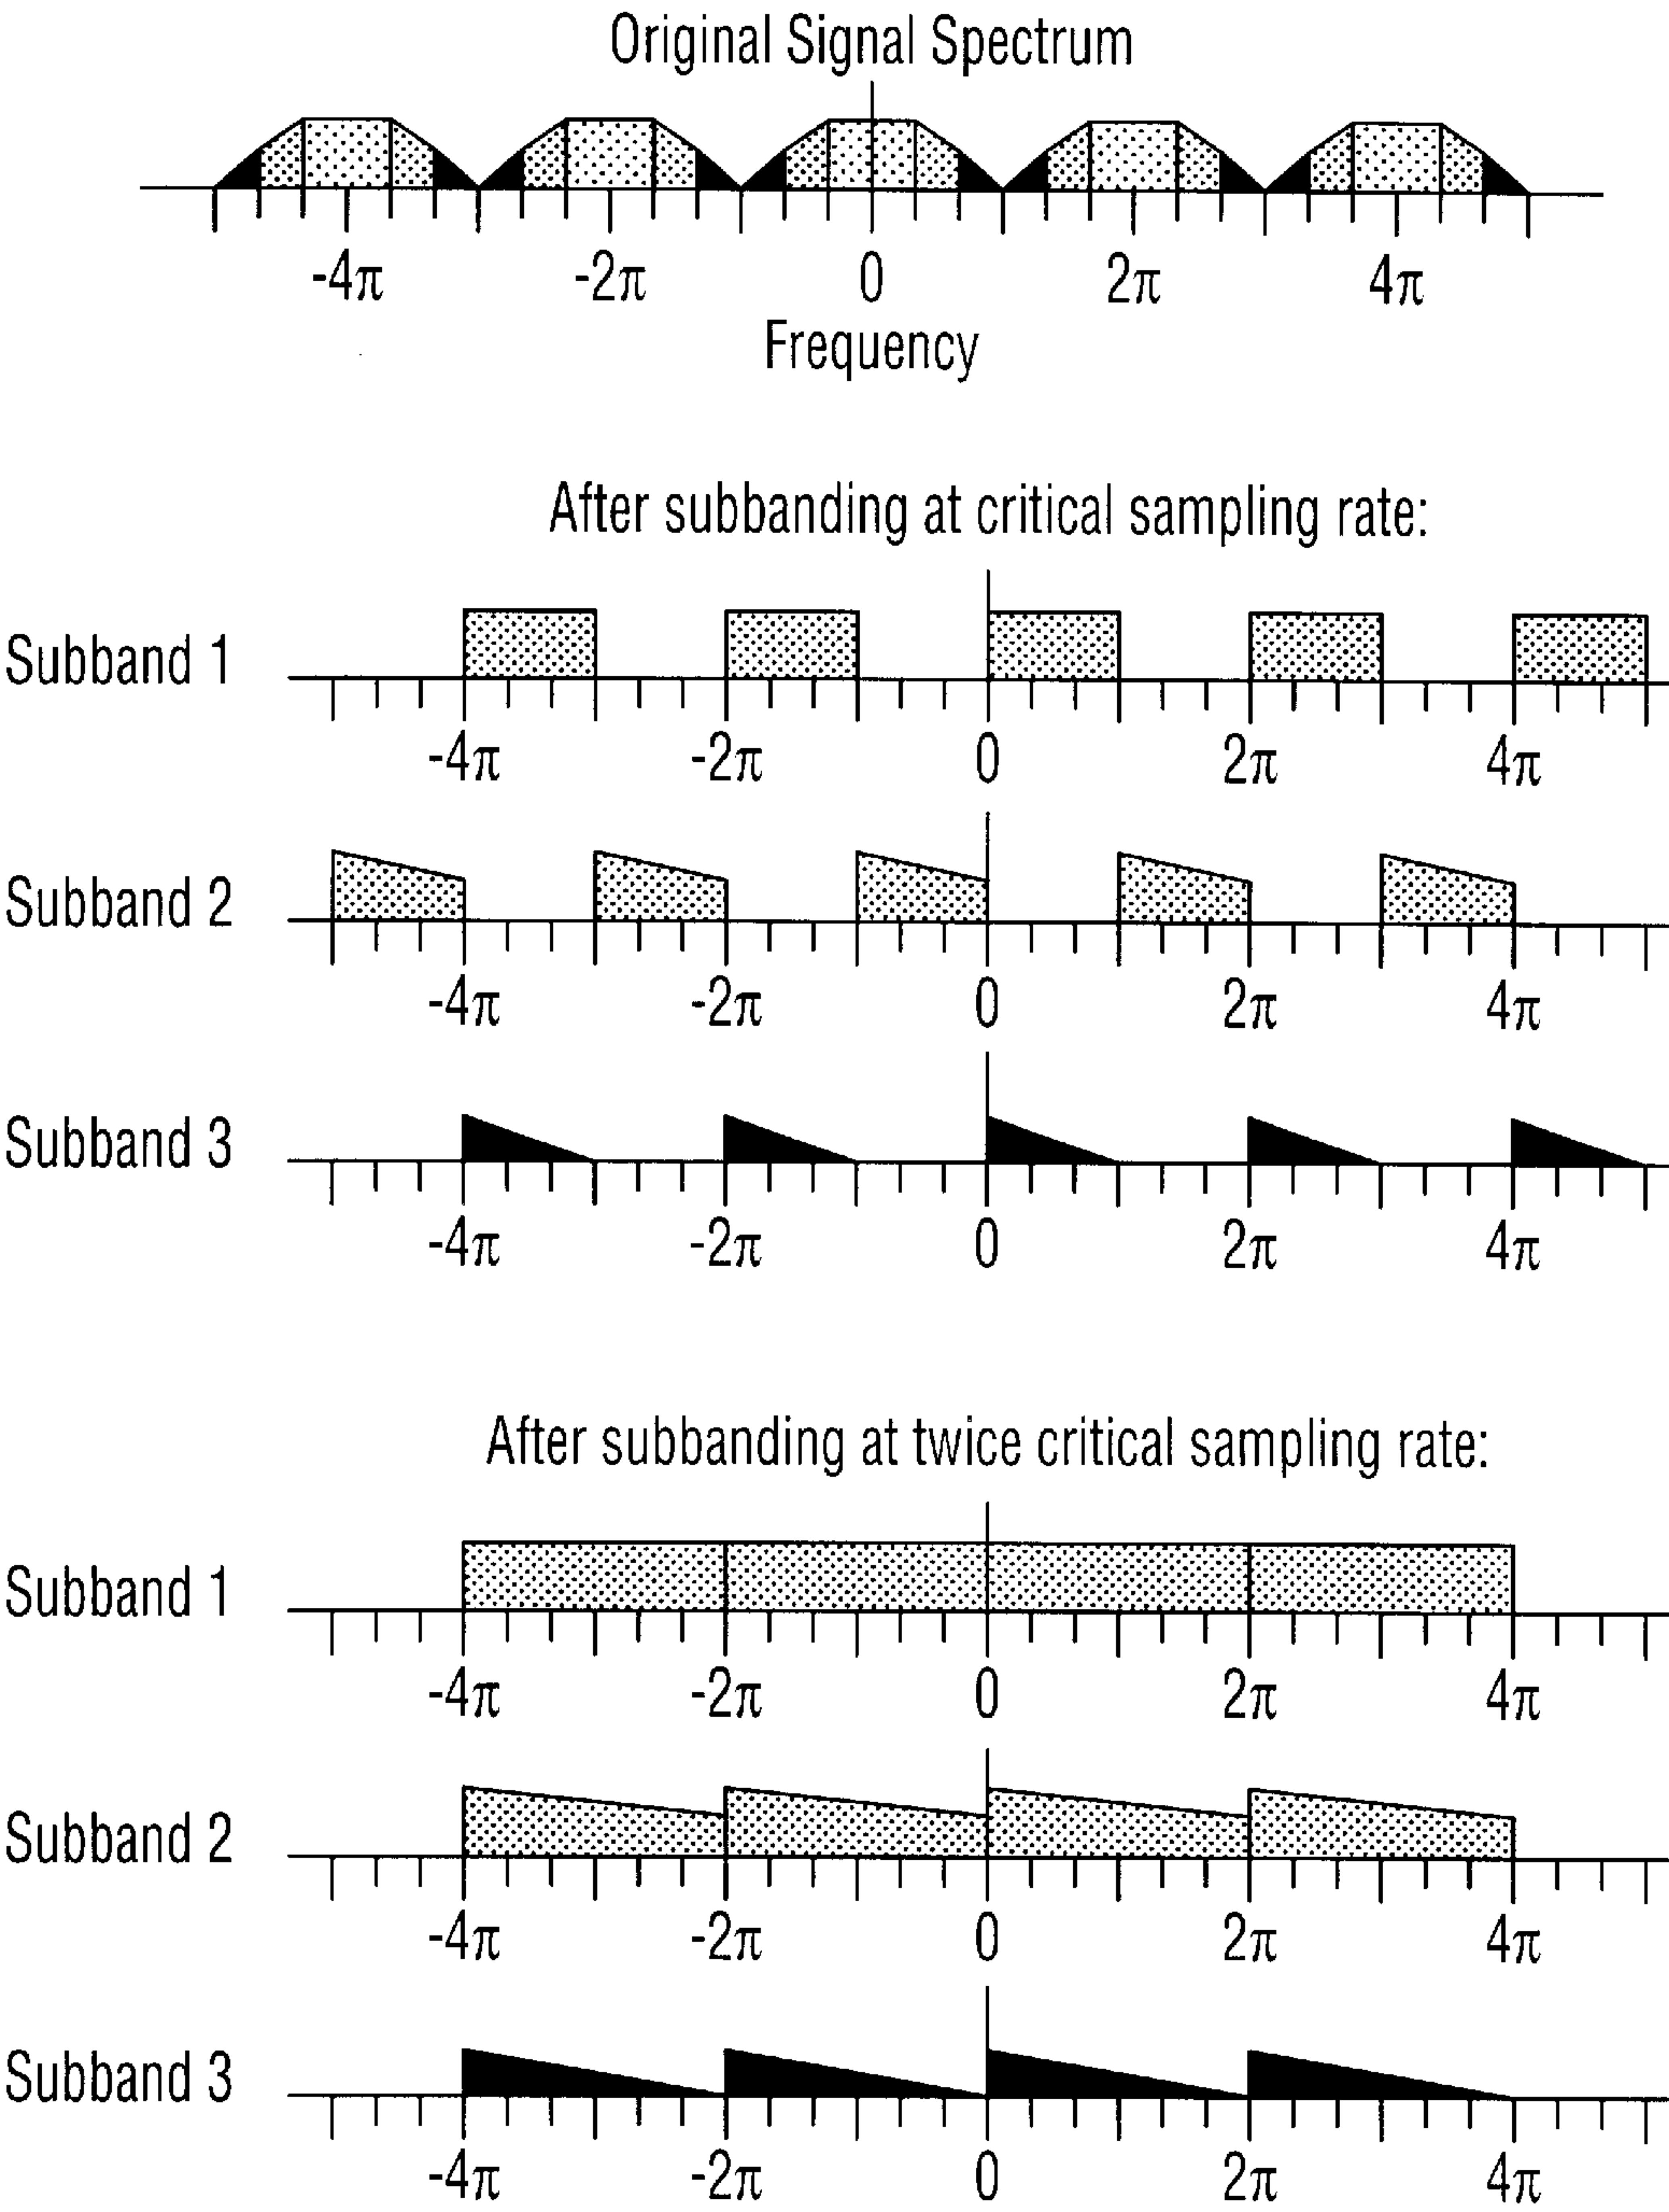 Original Signal Spectrum
-4π -2π 0 2π 4π
Frequency
After subbanding at critical sampling rate:
Subband 1
-4π -2π 0 2π 4π
Subband 2
-4π -2π 0 2π 4π
Subband 3
-4π -2π 0 2π 4π
After subbanding at twice critical sampling rate:
Subband 1
-4π -2π 0 2π 4π
Subband 2
-4π -2π 0 2π 4π
Subband 3
-4π -2π 0 2π 4π